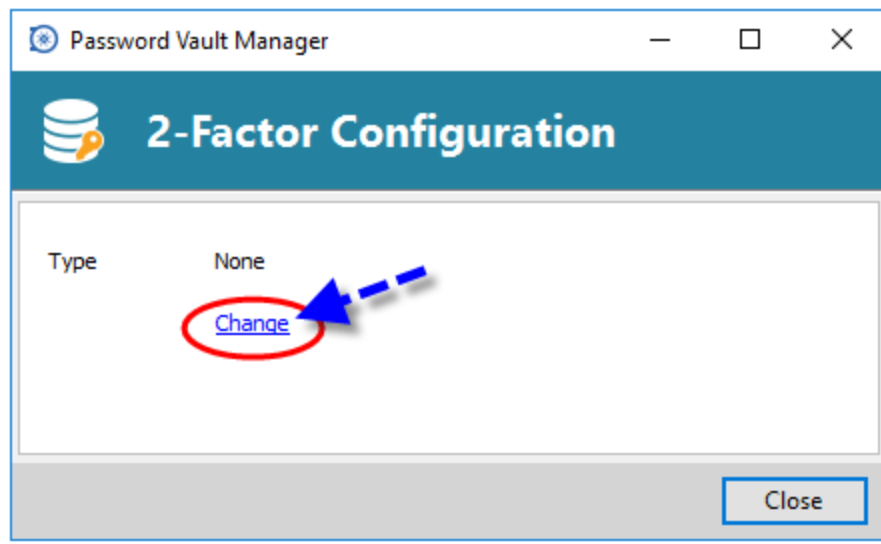 Password Vault Manager
2-Factor Configuration
Type None
Change
Close